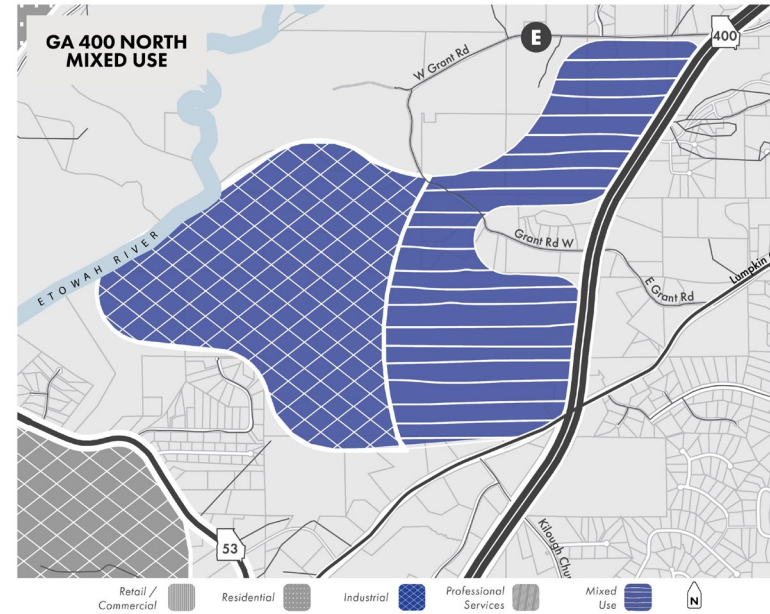 GA 400 NORTH
MIXED USE
E
400
W Grant Rd
ETOWAH RIVER
Grant Rd W
E Grant Rd
Lumpkin
53
Kilough
Retail /
Commercial
Residential
Industrial
Professional
Services
Mixed
Use
N